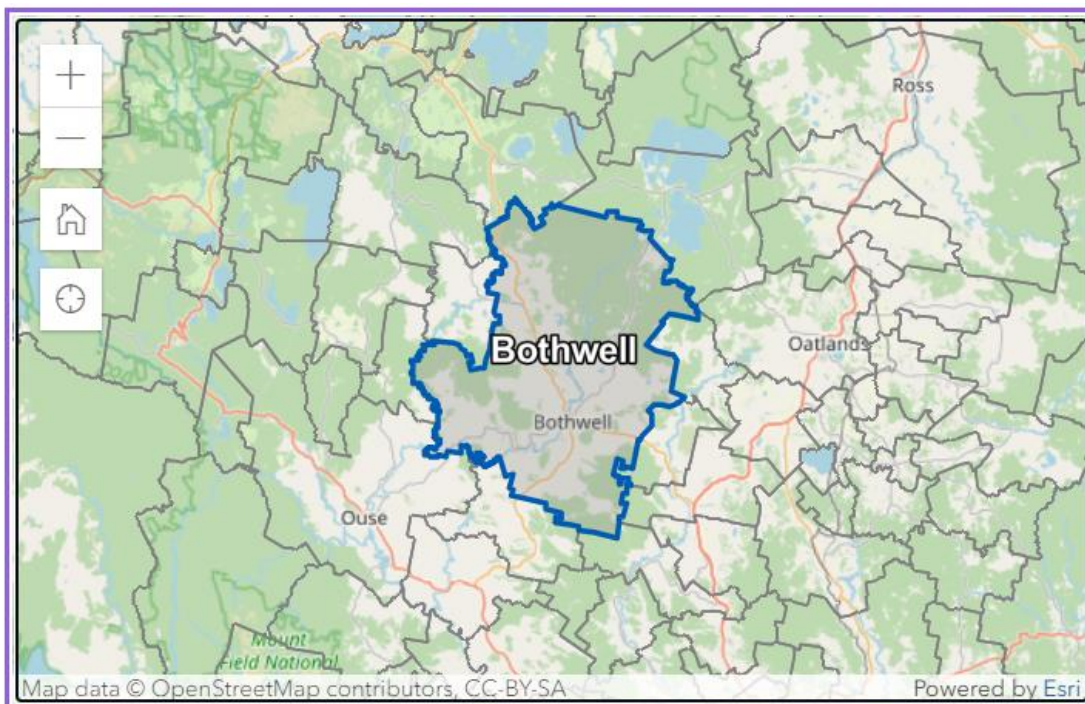 +
−
Ross
Oatlands
Bothwell
Bothwell
Ouse
Mount
Field National
Map data © OpenStreetMap contributors, CC-BY-SA
Powered by Esri